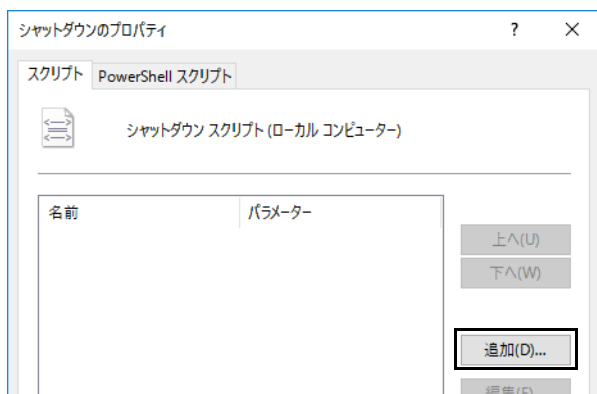 シャットダウンのプロパティ
?
スクリプト PowerShell スクリプト
シャットダウン スクリプト (ローカル コンピューター)
名前 パラメーター
上へ(U)
下へ(W)
追加(D)...
編集(E)